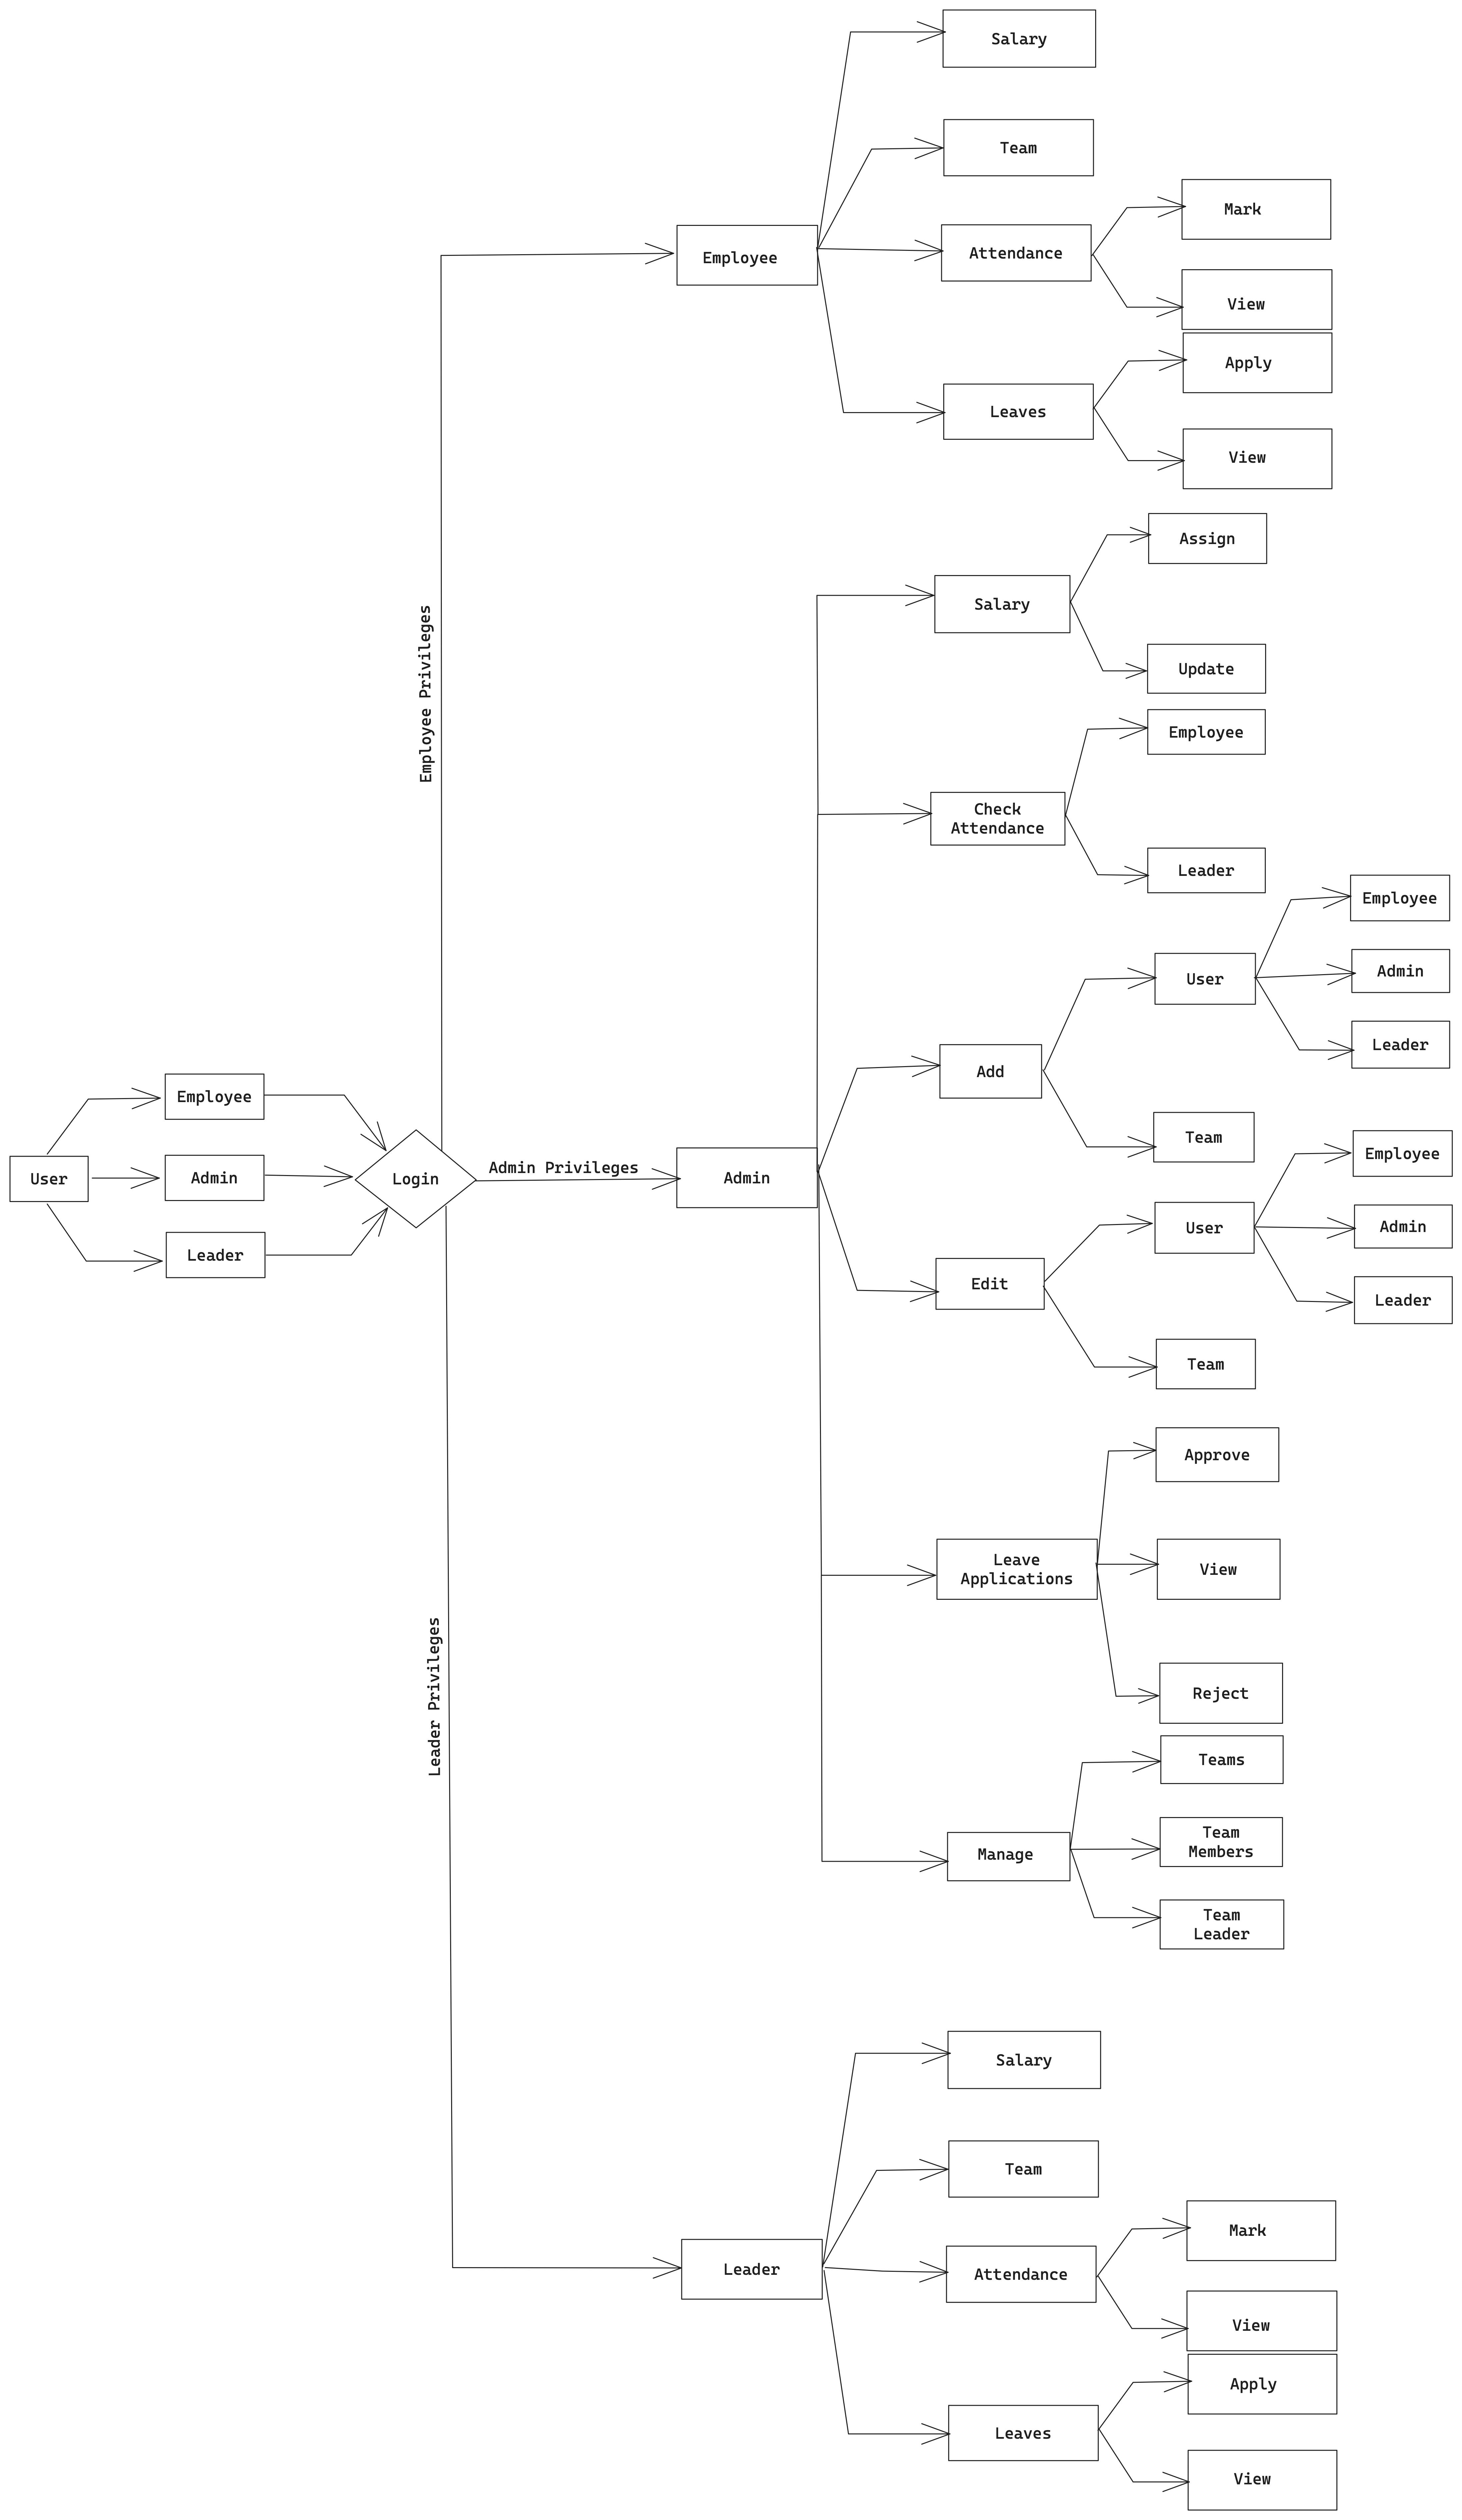 User
Employee
Admin
Leader
Login
Employee Privileges
Admin Privileges
Leader Privileges
Employee
Salary
Team
Attendance
Mark
View
Leaves
Apply
View
Admin
Salary
Assign
Update
Check
Attendance
Employee
Leader
Add
User
Employee
Admin
Leader
Team
Edit
User
Employee
Admin
Leader
Team
Leave
Applications
Approve
View
Reject
Manage
Teams
Team
Members
Team
Leader
Leader
Salary
Team
Attendance
Mark
View
Leaves
Apply
View